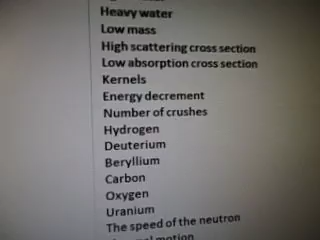 Heavy water
Low mass
High scattering cross section
Low absorption cross section
Kernels
Energy decrement
Number of crushes
Hydrogen
Deuterium
Beryllium
Carbon
Oxygen
Uranium
The speed of the neutron
motion